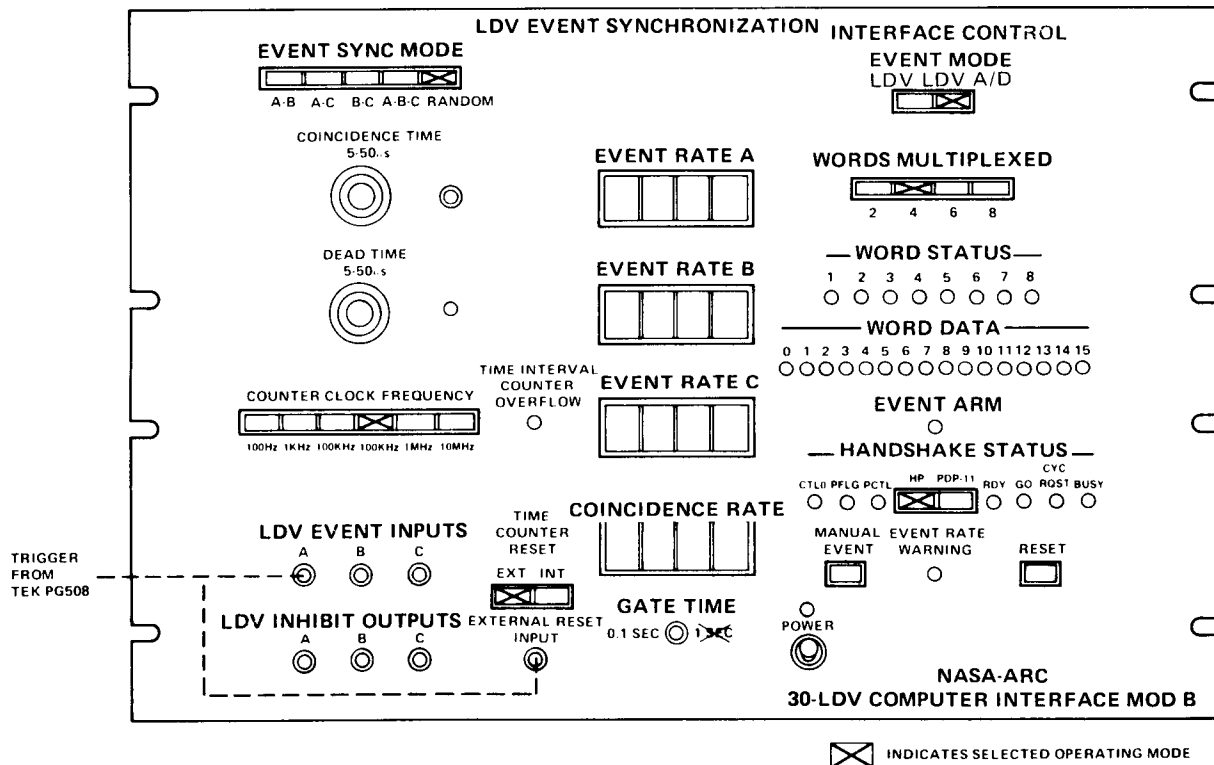 LDV EVENT SYNCHRONIZATION
INTERFACE CONTROL
EVENT SYNC MODE
A·B A·C B·C A·B·C RANDOM
EVENT MODE
LDV LDV A/D
COINCIDENCE TIME
5-50 s
EVENT RATE A
WORDS MULTIPLEXED
2 4 6 8
DEAD TIME
5-50 s
EVENT RATE B
WORD STATUS
1 2 3 4 5 6 7 8
WORD DATA
0 1 2 3 4 5 6 7 8 9 10 11 12 13 14 15
COUNTER CLOCK FREQUENCY
100Hz 1KHz 100KHz 100KHz 1MHz 10MHz
TIME INTERVAL
COUNTER
OVERFLOW
EVENT RATE C
EVENT ARM
HANDSHAKE STATUS
CTL0 PFLG PCTL HP PDP-11 RDY GO CYC RQST BUSY
LDV EVENT INPUTS
A B C
TIME
COUNTER
RESET
EXT INT
COINCIDENCE RATE
MANUAL
EVENT
EVENT RATE
WARNING
RESET
TRIGGER
FROM
TEK PG508
LDV INHIBIT OUTPUTS
A B C
EXTERNAL RESET
INPUT
GATE TIME
0.1 SEC 1 SEC
POWER
NASA-ARC
30-LDV COMPUTER INTERFACE MOD B
INDICATES SELECTED OPERATING MODE